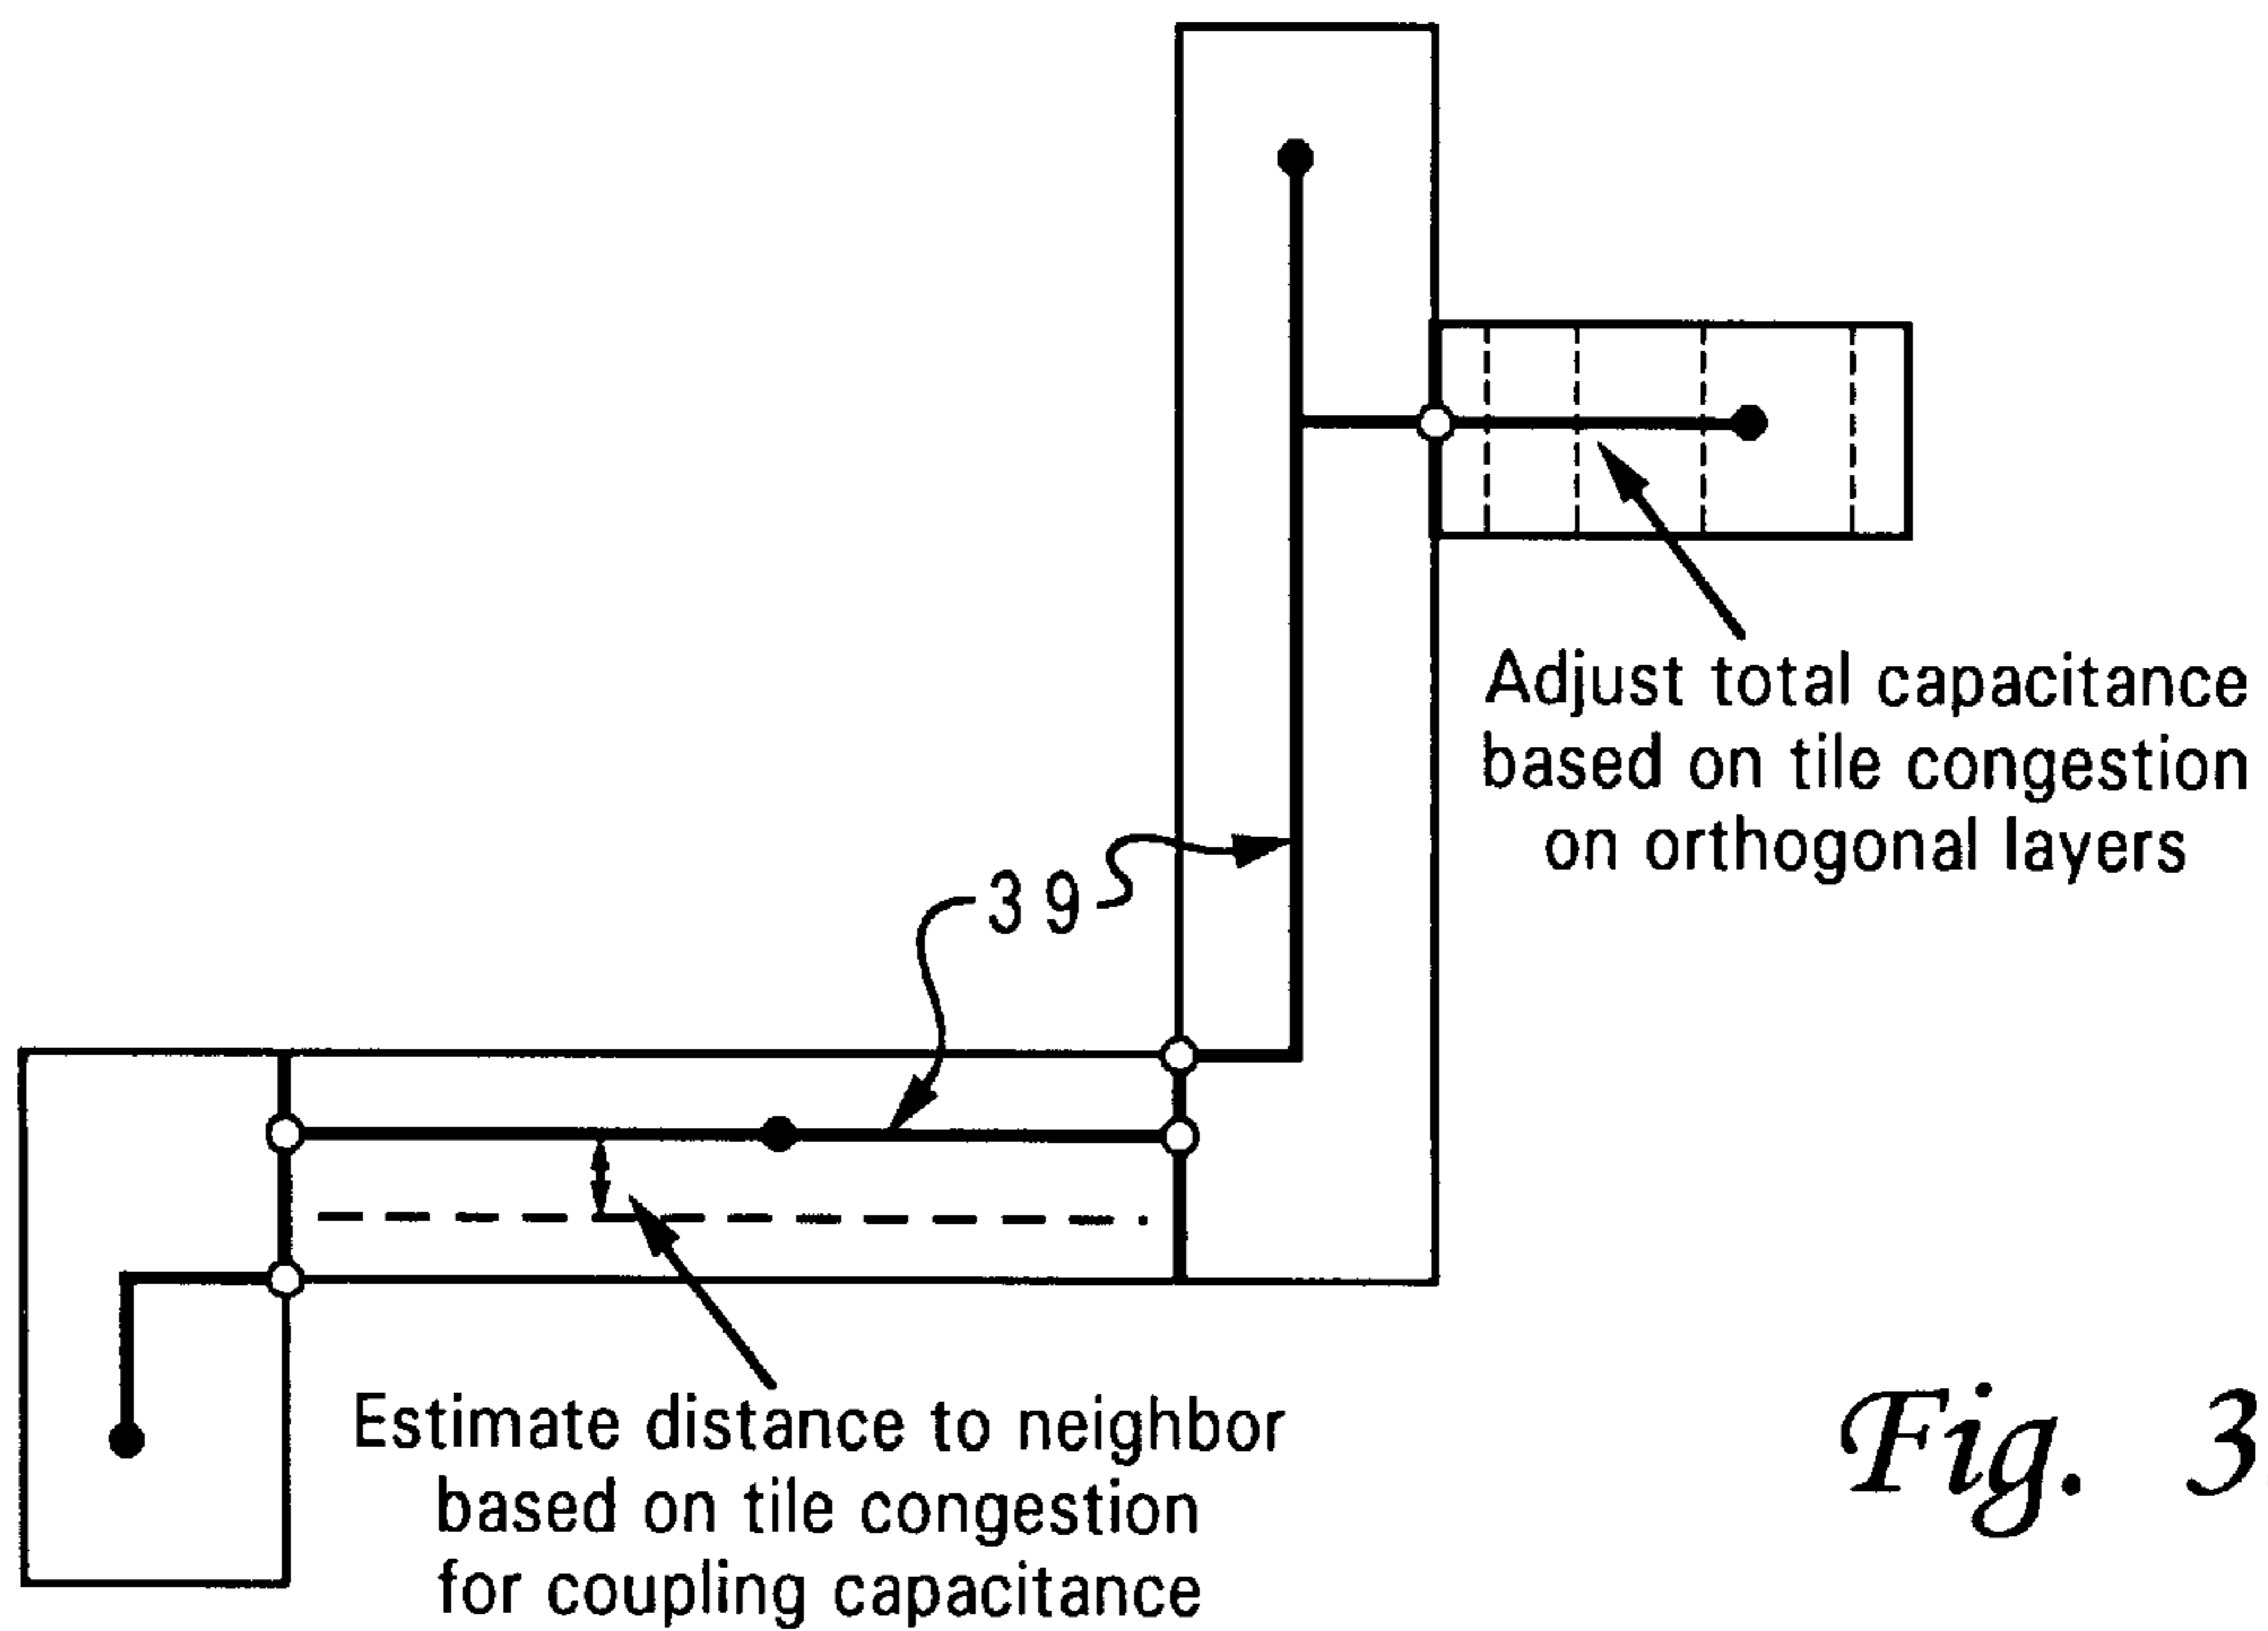 Adjust total capacitance
based on tile congestion
on orthogonal layers
39
Estimate distance to neighbor
based on tile congestion
for coupling capacitance
Fig. 3